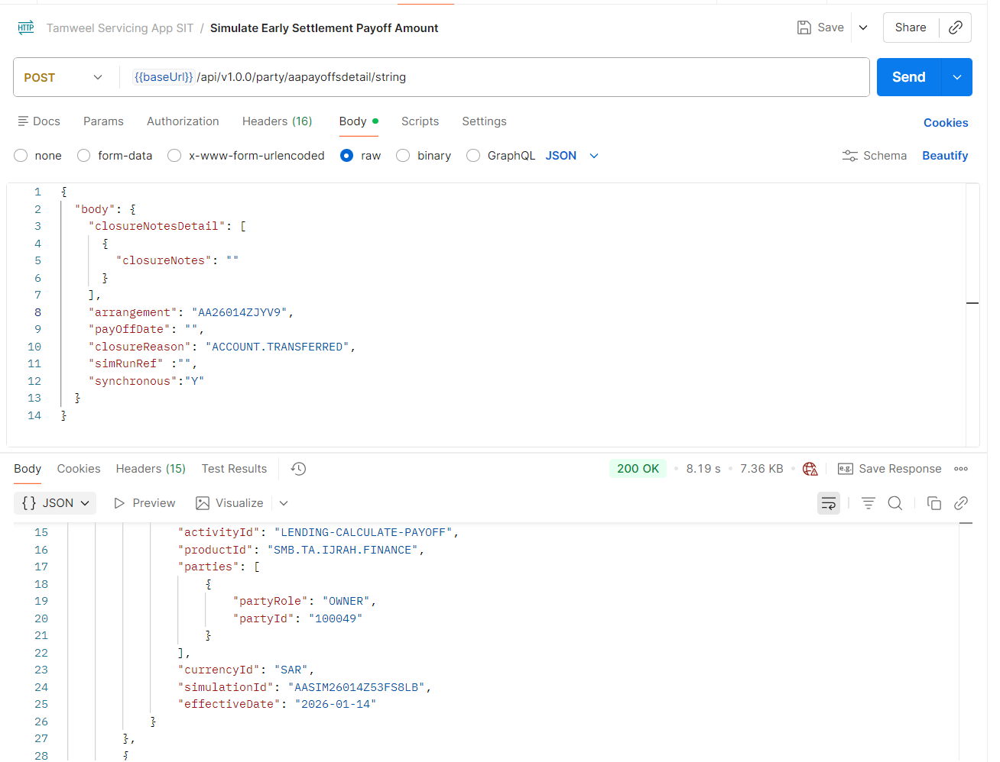 HTTP Tamweel Servicing App SIT / Simulate Early Settlement Payoff Amount Save Share
POST {{baseUrl}} /api/v1.0.0/party/aapayoffsdetail/string Send
Docs Params Authorization Headers (16) Body Scripts Settings Cookies
none form-data x-www-form-urlencoded raw binary GraphQL JSON Schema Beautify
1 {
2 "body": {
3 "closureNotesDetail": [
4 {
5 "closureNotes": ""
6 }
7 ],
8 "arrangement": "AA26014ZJYV9",
9 "payOffDate": "",
10 "closureReason": "ACCOUNT.TRANSFERRED",
11 "simRunRef" :"",
12 "synchronous":"Y"
13 }
14 }
Body Cookies Headers (15) Test Results 200 OK • 8.19 s • 7.36 KB • e.g. Save Response
{} JSON Preview Visualize
15 "activityId": "LENDING-CALCULATE-PAYOFF",
16 "productId": "SMB.TA.IJRAH.FINANCE",
17 "parties": [
18 {
19 "partyRole": "OWNER",
20 "partyId": "100049"
21 }
22 ],
23 "currencyId": "SAR",
24 "simulationId": "AASIM26014Z53FS8LB",
25 "effectiveDate": "2026-01-14"
26 }
27 },
28 {